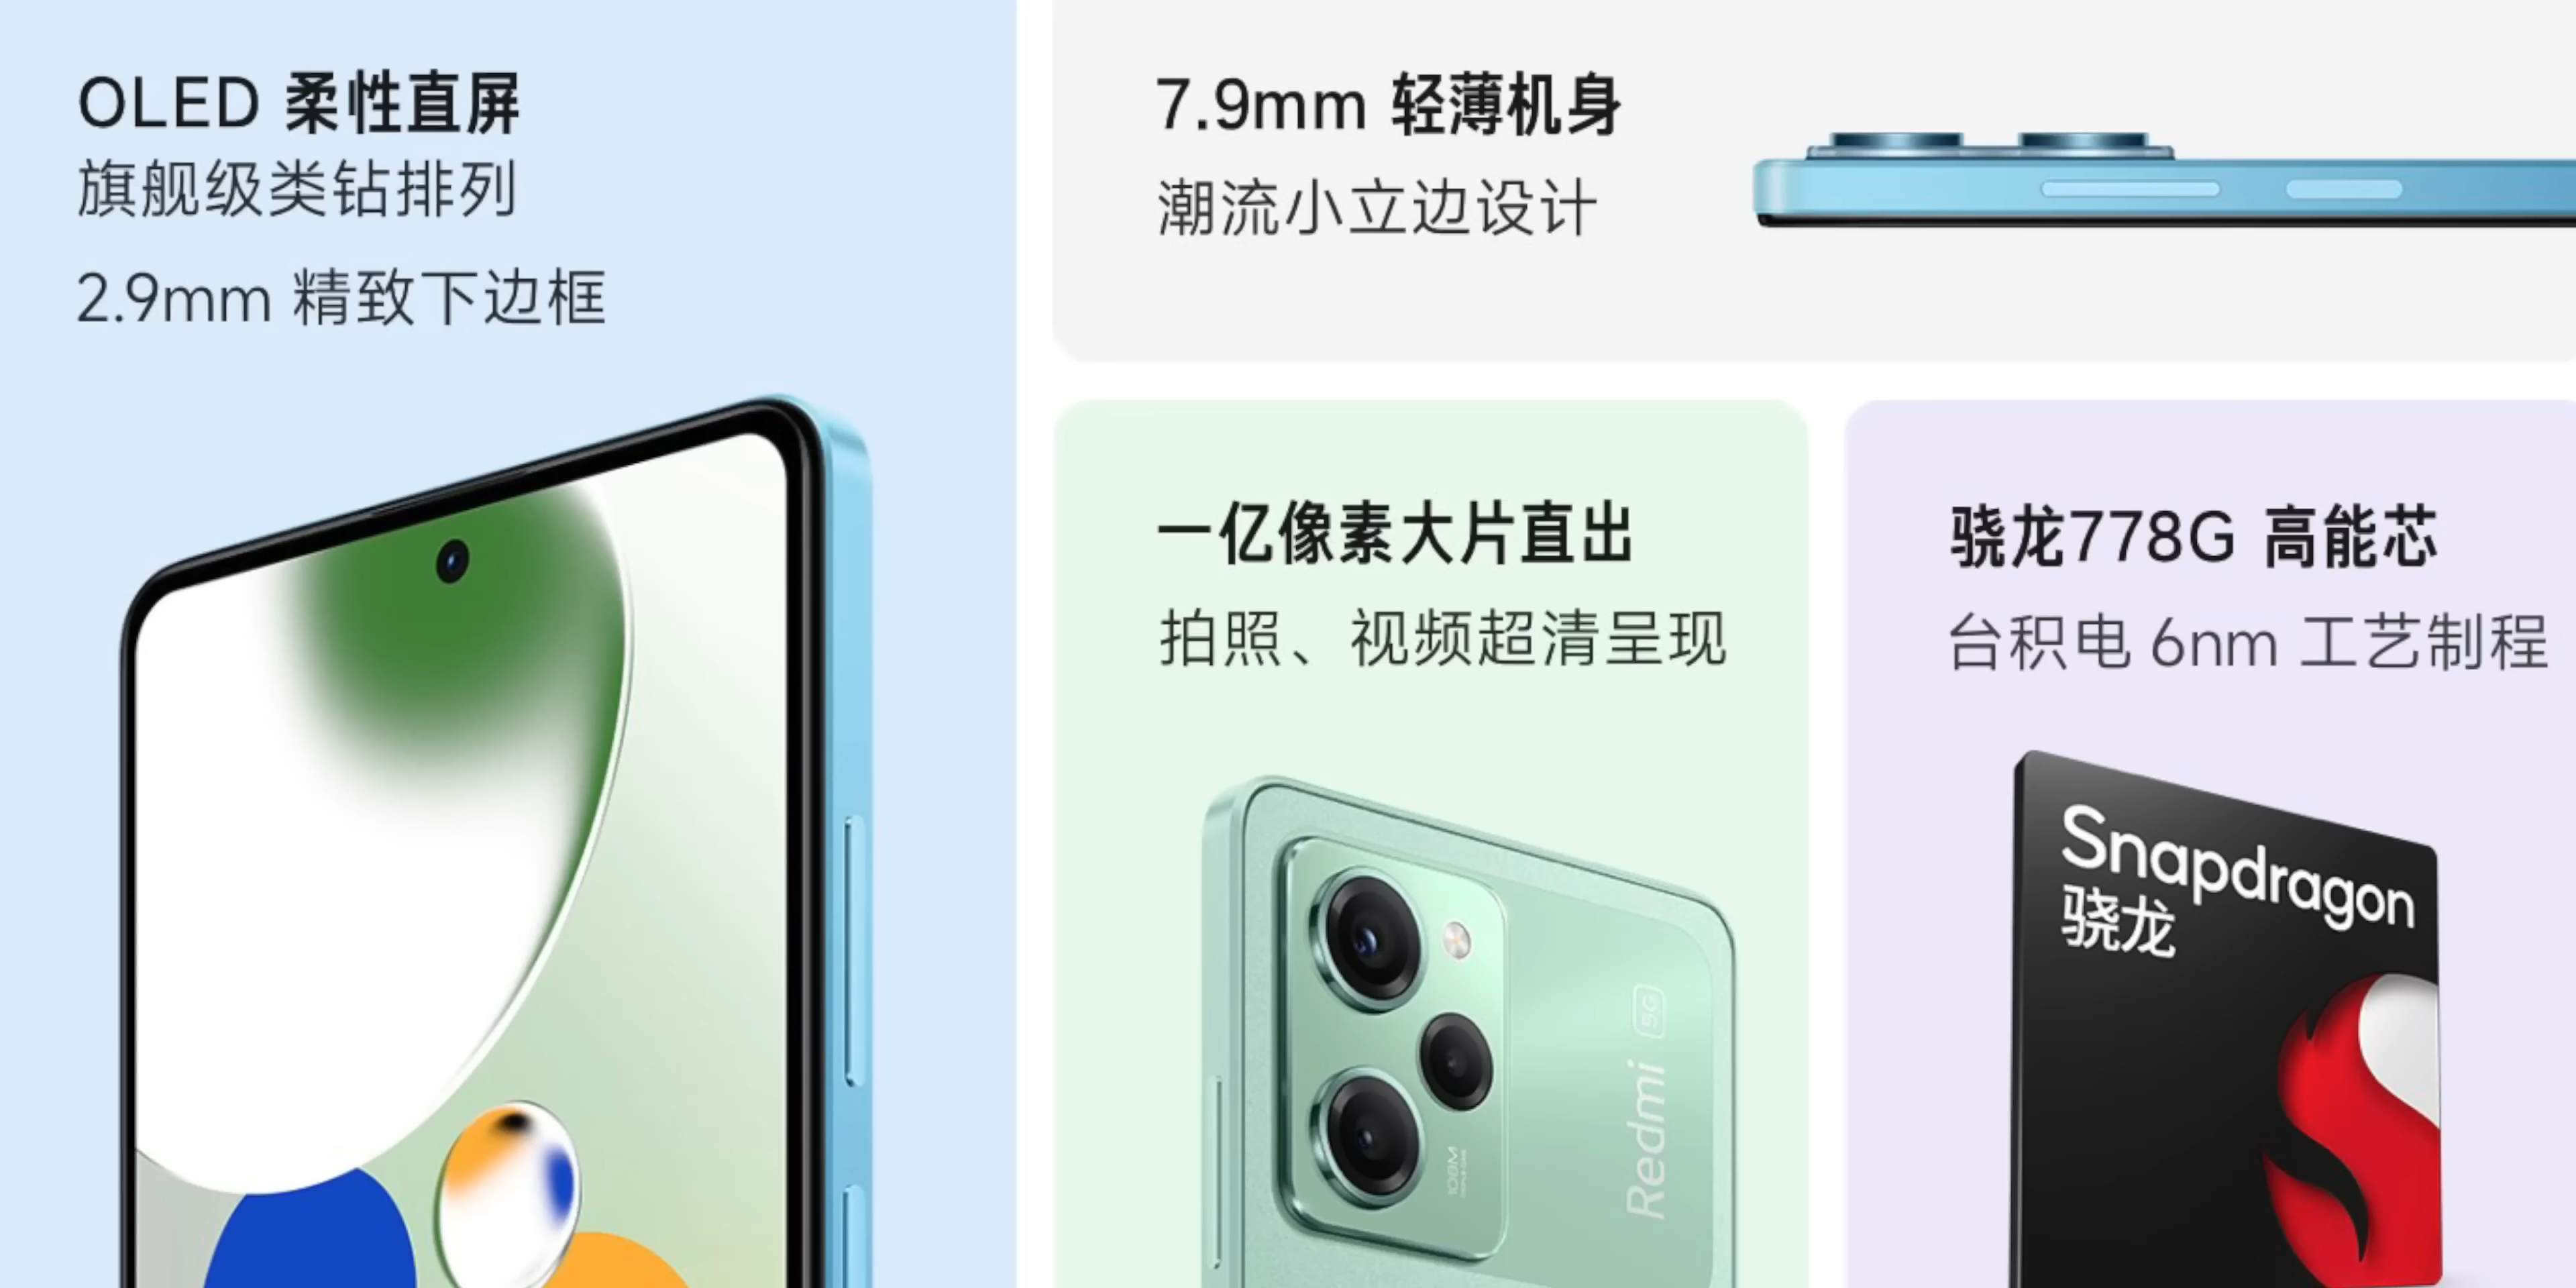 OLED 柔性直屏
旗舰级类钻排列
2.9mm 精致下边框
7.9mm 轻薄机身
潮流小立边设计
一亿像素大片直出
拍照、视频超清呈现
Redmi 5G
108M
骁龙778G 高能芯
台积电 6nm 工艺制程
Snapdragon
骁龙